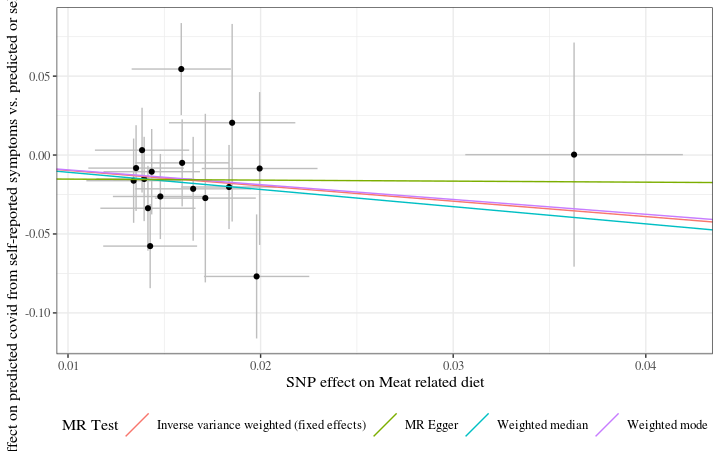 effect on predicted covid from self-reported symptoms vs. predicted or se
0.05
0.00
-0.05
-0.10
0.01
0.02
0.03
0.04
SNP effect on Meat related diet
MR Test
Inverse variance weighted (fixed effects)
MR Egger
Weighted median
Weighted mode